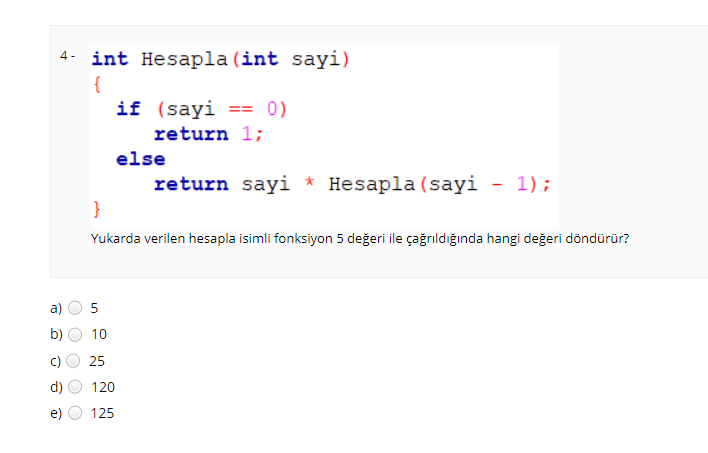 4- int Hesapla(int sayi)
{
if (sayi == 0)
return 1;
else
return sayi * Hesapla(sayi - 1);
}
Yukarda verilen hesapla isimli fonksiyon 5 değeri ile çağrıldığında hangi değeri döndürür?
a) 5
b) 10
c) 25
d) 120
e) 125